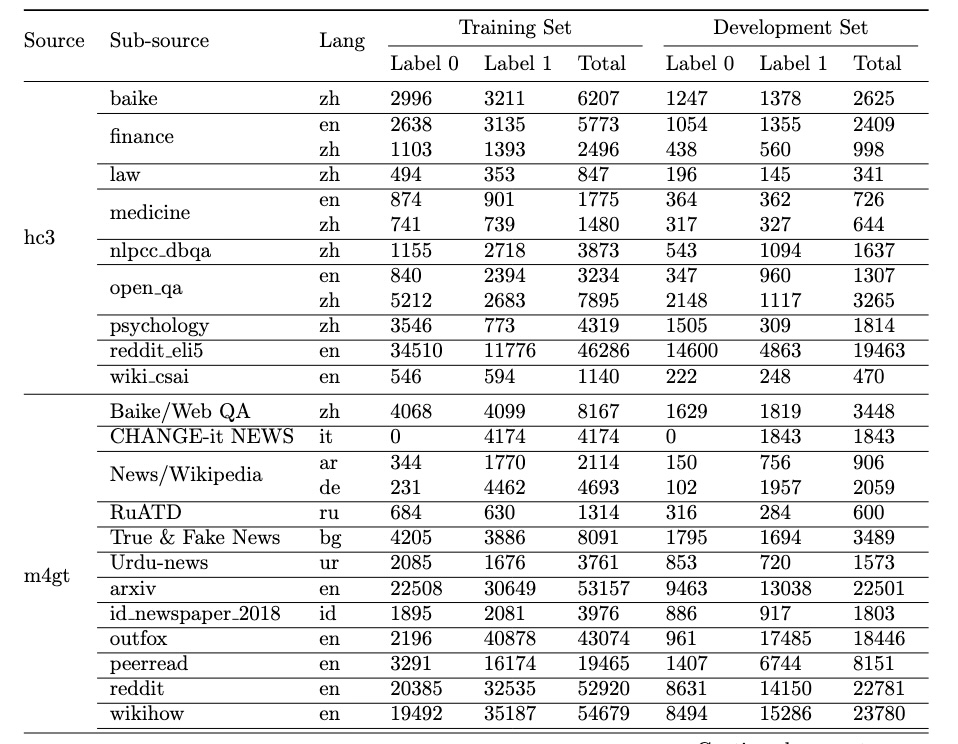 Source Sub-source Lang Training Set Development Set
Label 0 Label 1 Total Label 0 Label 1 Total
hc3
baike zh 2996 3211 6207 1247 1378 2625
finance en 2638 3135 5773 1054 1355 2409
zh 1103 1393 2496 438 560 998
law zh 494 353 847 196 145 341
medicine en 874 901 1775 364 362 726
zh 741 739 1480 317 327 644
nlpcc_dbqa zh 1155 2718 3873 543 1094 1637
open_qa en 840 2394 3234 347 960 1307
zh 5212 2683 7895 2148 1117 3265
psychology zh 3546 773 4319 1505 309 1814
reddit_eli5 en 34510 11776 46286 14600 4863 19463
wiki_csai en 546 594 1140 222 248 470
m4gt
Baike/Web QA zh 4068 4099 8167 1629 1819 3448
CHANGE-it NEWS it 0 4174 4174 0 1843 1843
News/Wikipedia ar 344 1770 2114 150 756 906
de 231 4462 4693 102 1957 2059
RuATD ru 684 630 1314 316 284 600
True & Fake News bg 4205 3886 8091 1795 1694 3489
Urdu-news ur 2085 1676 3761 853 720 1573
arxiv en 22508 30649 53157 9463 13038 22501
id_newspaper_2018 id 1895 2081 3976 886 917 1803
outfox en 2196 40878 43074 961 17485 18446
peerread en 3291 16174 19465 1407 6744 8151
reddit en 20385 32535 52920 8631 14150 22781
wikihow en 19492 35187 54679 8494 15286 23780